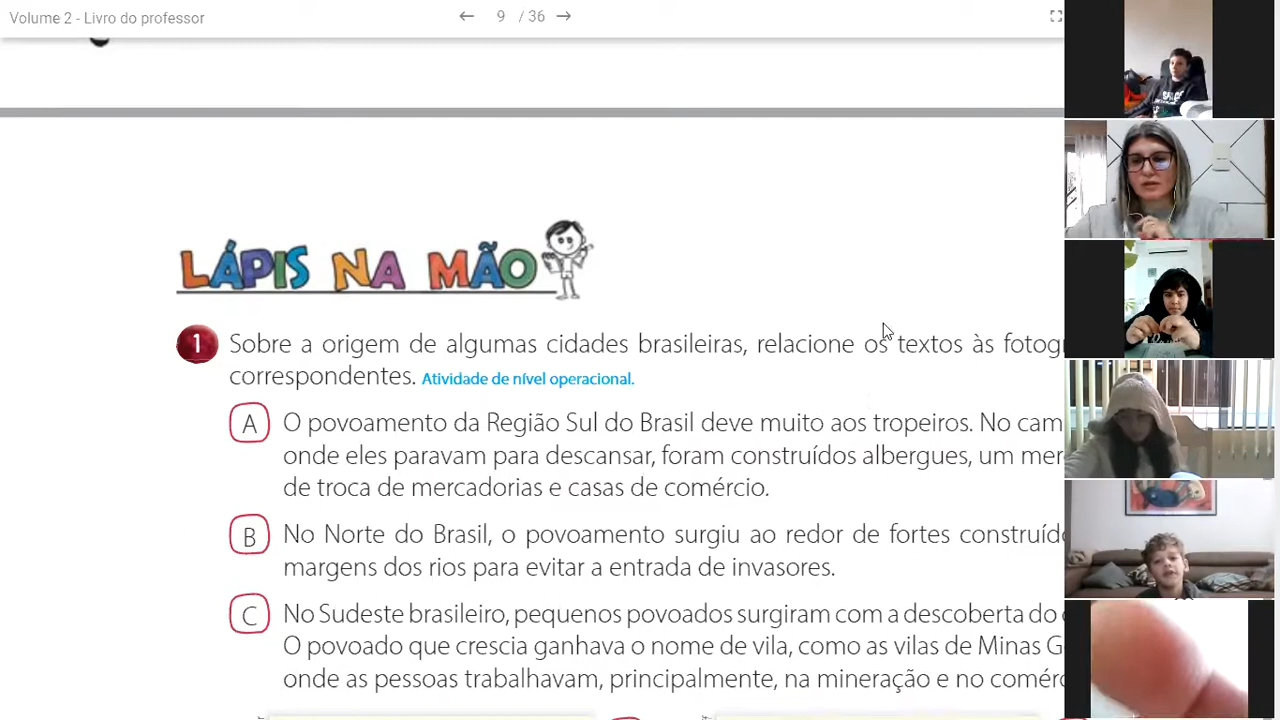 Volume 2 - Livro do professor
9 / 36
LÁPIS NA MÃO
1 Sobre a origem de algumas cidades brasileiras, relacione os textos às fotog
correspondentes. Atividade de nível operacional.
A O povoamento da Região Sul do Brasil deve muito aos tropeiros. No cam
onde eles paravam para descansar, foram construídos albergues, um mer
de troca de mercadorias e casas de comércio.
B No Norte do Brasil, o povoamento surgiu ao redor de fortes construíd
margens dos rios para evitar a entrada de invasores.
C No Sudeste brasileiro, pequenos povoados surgiram com a descoberta do
O povoado que crescia ganhava o nome de vila, como as vilas de Minas G
onde as pessoas trabalhavam, principalmente, na mineração e no comérc